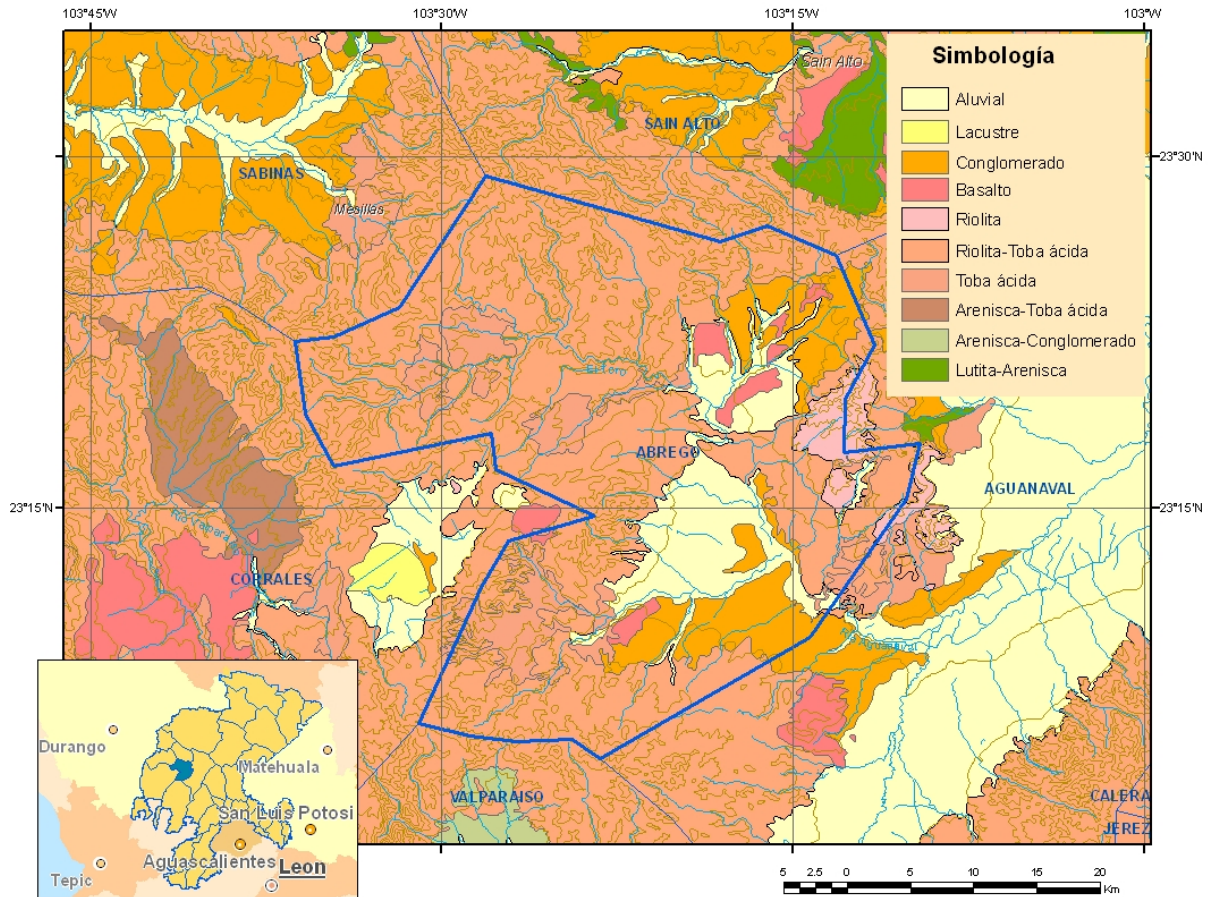 103°45'W
103°30'W
103°15'W
103°W
Simbología
Aluvial
Lacustre
Conglomerado
Basalto
Riolita
Riolita-Toba ácida
Toba ácida
Arenisca-Toba ácida
Arenisca-Conglomerado
Lutita-Arenisca
Sain Alto
SAIN ALTO
23°30'N
SABINAS
Mesillas
El Toro
ABREGO
AGUANAVAL
23°15'N
23°15'N
CORRALES
Río Aguanaval
VALPARAISO
CALERA
JEREZ
Durango
Matehuala
San Luis Potosi
Aguascalientes
Leon
Tepic
5 2.5 0 5 10 15 20
Km